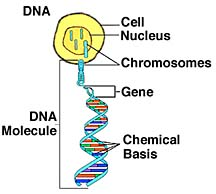 DNA
Cell
Nucleus
Chromosomes
Gene
DNA
Molecule
Chemical
Basis